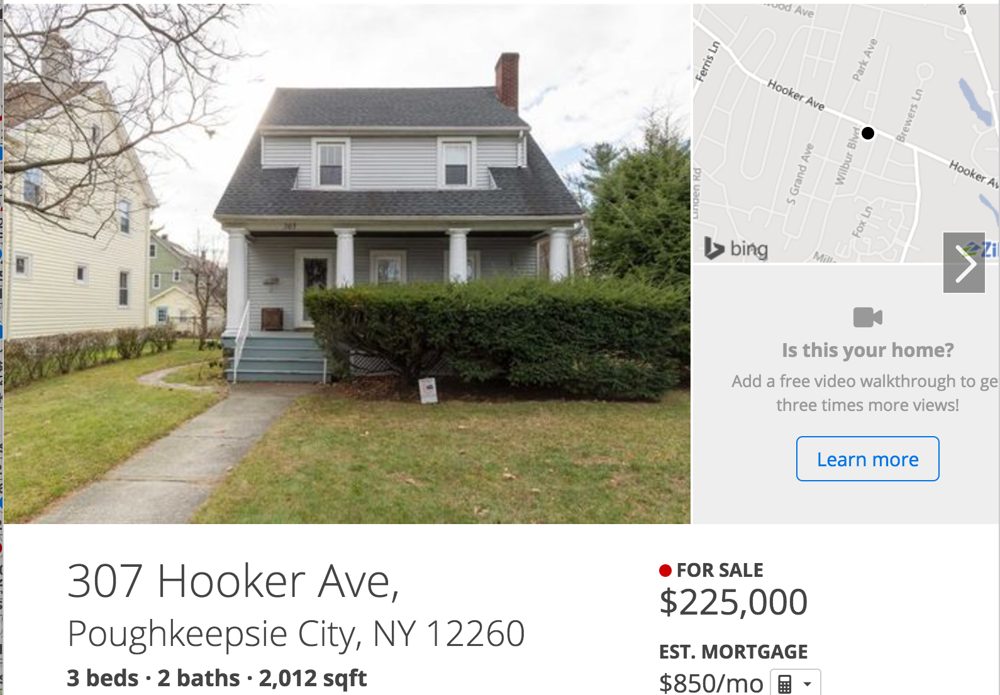 307
wood Ave
Ferris Ln
Park Ave
Hooker Ave
Brewers Ln
Wilbur Blvd
S Grand Ave
Hooker Av
Linden Rd
Fox Ln
bing
Mill
Zil
Is this your home?
Add a free video walkthrough to ge
three times more views!
Learn more
307 Hooker Ave,
Poughkeepsie City, NY 12260
3 beds · 2 baths · 2,012 sqft
FOR SALE
$225,000
EST. MORTGAGE
$850/mo